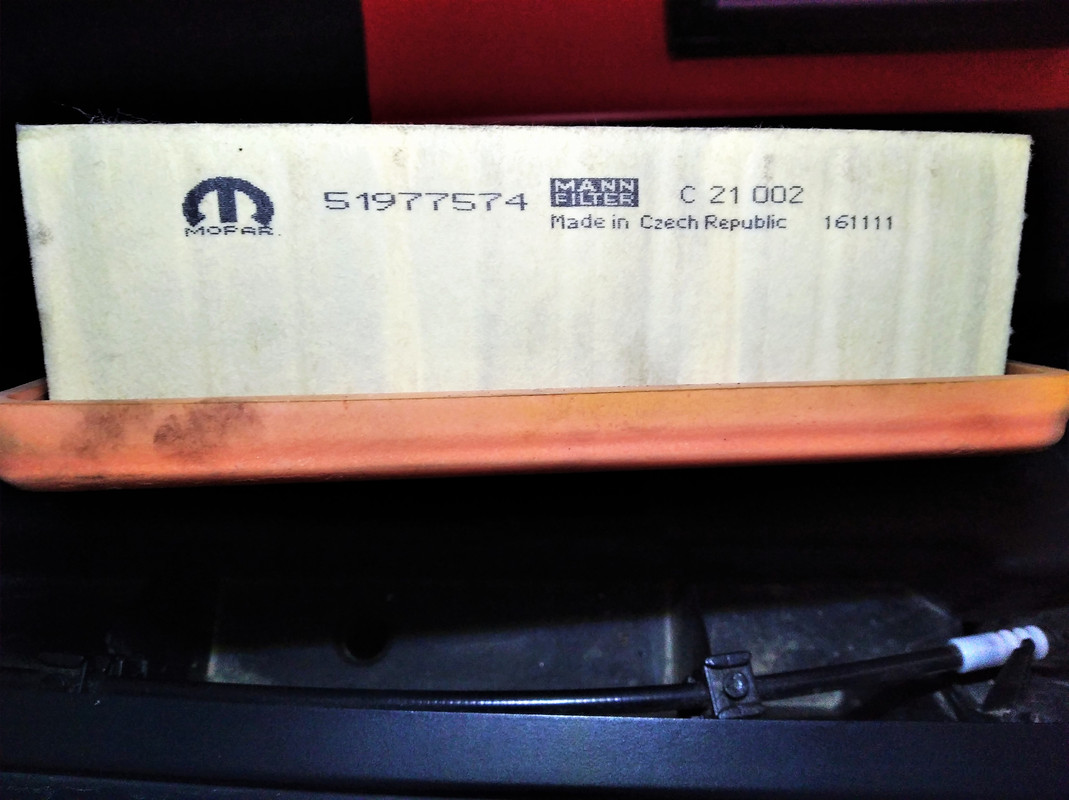 MOPAR.
51977574
MANN
FILTER
C 21 002
Made in Czech Republic 161111